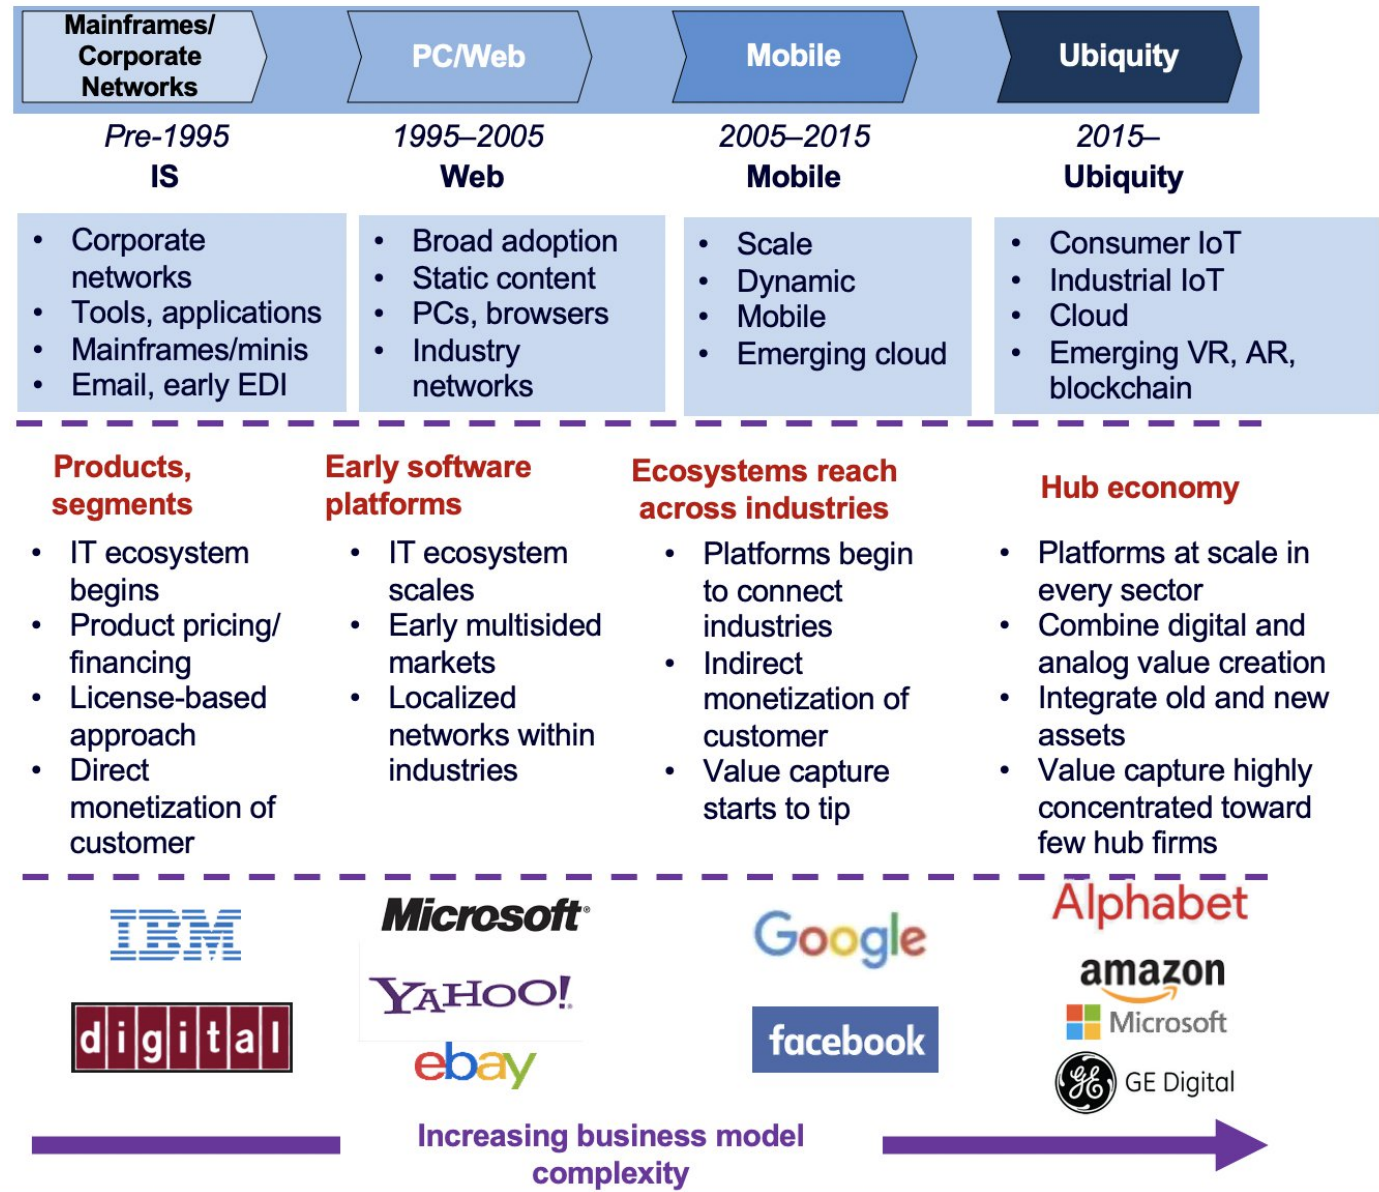 Mainframes/
Corporate
Networks
PC/Web
Mobile
Ubiquity
Pre-1995
1995–2005
2005–2015
2015–
IS
Web
Mobile
Ubiquity
• Corporate
networks
• Tools, applications
• Mainframes/minis
• Email, early EDI
• Broad adoption
• Static content
• PCs, browsers
• Industry
networks
• Scale
• Dynamic
• Mobile
• Emerging cloud
• Consumer IoT
• Industrial IoT
• Cloud
• Emerging VR, AR,
blockchain
Products,
segments
• IT ecosystem
begins
• Product pricing/
financing
• License-based
approach
• Direct
monetization of
customer
Early software
platforms
• IT ecosystem
scales
• Early multisided
markets
• Localized
networks within
industries
Ecosystems reach
across industries
• Platforms begin
to connect
industries
• Indirect
monetization of
customer
• Value capture
starts to tip
Hub economy
• Platforms at scale in
every sector
• Combine digital and
analog value creation
• Integrate old and new
assets
• Value capture highly
concentrated toward
few hub firms
IBM
digital
Microsoft®
YAHOO!
ebay
Google
facebook
Alphabet
amazon
Microsoft
GE GE Digital
Increasing business model
complexity